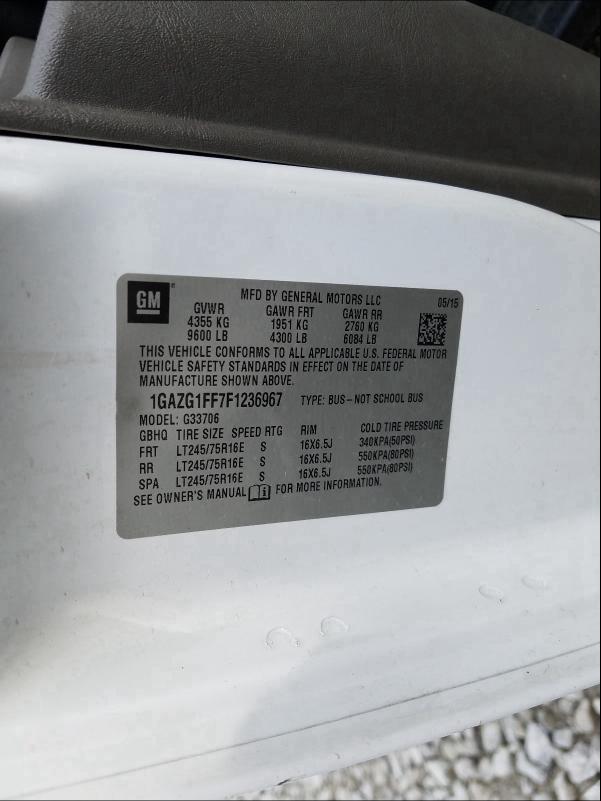 GM ® MFD BY GENERAL MOTORS LLC 05/15
GVWR GAWR FRT GAWR RR
4355 KG 1951 KG 2760 KG
9600 LB 4300 LB 6084 LB
THIS VEHICLE CONFORMS TO ALL APPLICABLE U.S. FEDERAL MOTOR
VEHICLE SAFETY STANDARDS IN EFFECT ON THE DATE OF
MANUFACTURE SHOWN ABOVE.
1GAZG1FF7F1236967 TYPE: BUS-NOT SCHOOL BUS
MODEL: G33706
GBHQ TIRE SIZE SPEED RTG RIM COLD TIRE PRESSURE
FRT LT245/75R16E S 16X6.5J 340KPA(50PSI)
RR LT245/75R16E S 16X6.5J 550KPA(80PSI)
SPA LT245/75R16E S 16X6.5J 550KPA(80PSI)
SEE OWNER'S MANUAL FOR MORE INFORMATION.